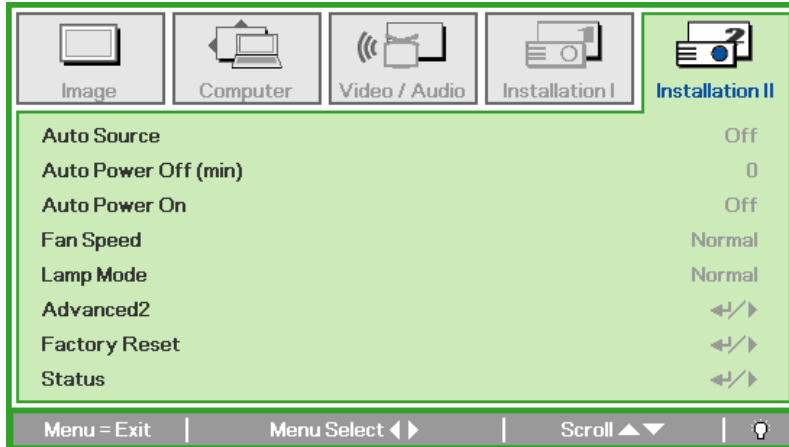 Image Computer Video / Audio Installation I Installation II
Auto Source Off
Auto Power Off (min) 0
Auto Power On Off
Fan Speed Normal
Lamp Mode Normal
Advanced2
Factory Reset
Status
Menu = Exit Menu Select Scroll